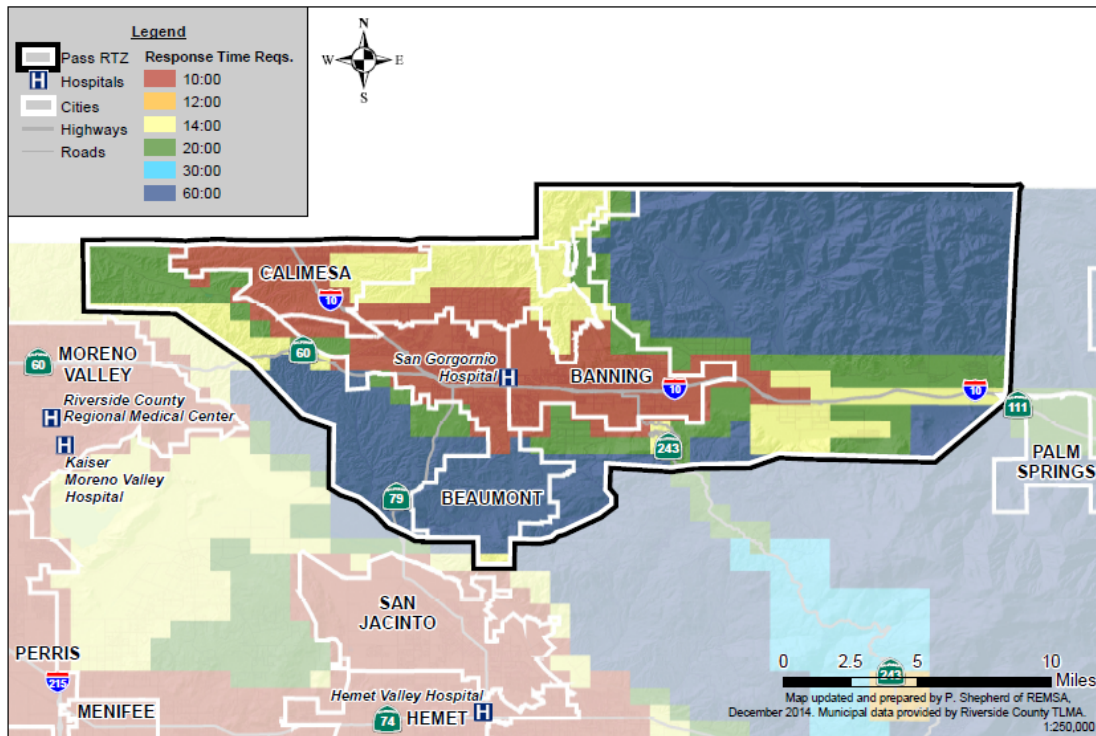 Legend
Pass RTZ
Hospitals
Cities
Highways
Roads
Response Time Reqs.
10:00
12:00
14:00
20:00
30:00
60:00
N
W E
S
CALIMESA
10
60
San Gorgornio
Hospital
H
BANNING
10
10
60
MORENO
VALLEY
H
Riverside County
Regional Medical Center
H
Kaiser
Moreno Valley
Hospital
111
PALM
SPRINGS
243
BEAUMONT
79
SAN
JACINTO
PERRIS
215
MENIFEE
Hemet Valley Hospital
H
74
HEMET
243
0 2.5 5 10
Miles
Map updated and prepared by P. Shepherd of REMSA,
December 2014. Municipal data provided by Riverside County TLMA.
1:250,000